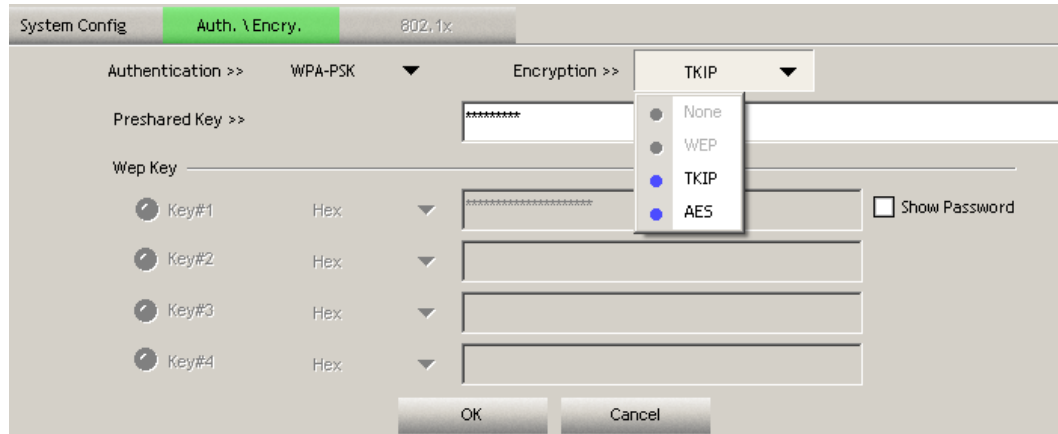 System Config Auth. \ Encry. 802.1x
Authentication >> WPA-PSK Encryption >> TKIP
None
Preshared Key >> *********
WEP
Wep Key
TKIP
Key#1 Hex ********************* AES Show Password
Key#2 Hex
Key#3 Hex
Key#4 Hex
OK Cancel